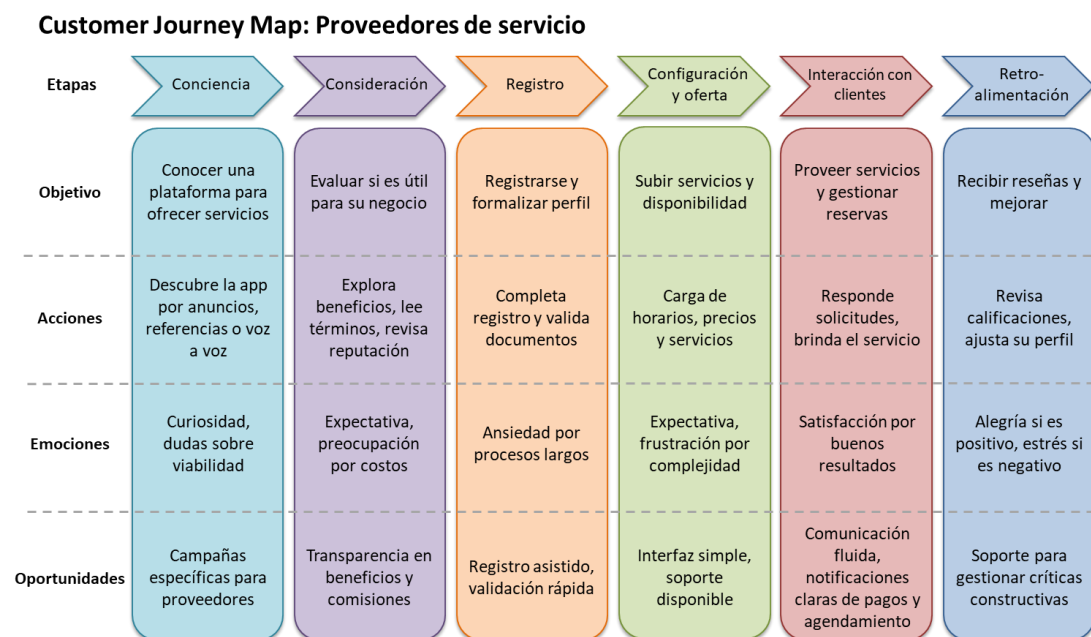 Customer Journey Map: Proveedores de servicio
Etapas
Conciencia
Consideración
Registro
Configuración
y oferta
Interacción con
clientes
Retro-
alimentación
Objetivo
Conocer una
plataforma para
ofrecer servicios
Evaluar si es útil
para su negocio
Registrarse y
formalizar perfil
Subir servicios y
disponibilidad
Proveer servicios
y gestionar
reservas
Recibir reseñas y
mejorar
Acciones
Descubre la app
por anuncios,
referencias o voz
a voz
Explora
beneficios, lee
términos, revisa
reputación
Completa
registro y valida
documentos
Carga de
horarios, precios
y servicios
Responde
solicitudes,
brinda el servicio
Revisa
calificaciones,
ajusta su perfil
Emociones
Curiosidad,
dudas sobre
viabilidad
Expectativa,
preocupación
por costos
Ansiedad por
procesos largos
Expectativa,
frustración por
complejidad
Satisfacción por
buenos
resultados
Alegría si es
positivo, estrés si
es negativo
Oportunidades
Campañas
específicas para
proveedores
Transparencia en
beneficios y
comisiones
Registro asistido,
validación rápida
Interfaz simple,
soporte
disponible
Comunicación
fluida,
notificaciones
claras de pagos y
agendamiento
Soporte para
gestionar críticas
constructivas